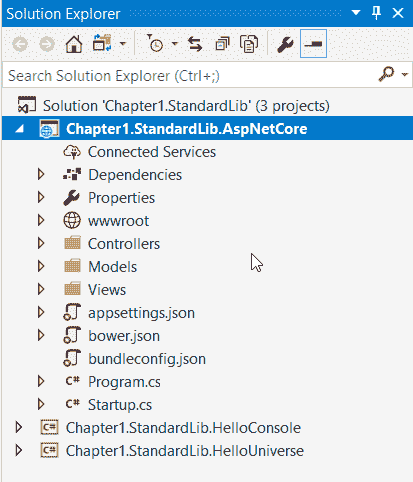 Solution Explorer
Search Solution Explorer (Ctrl+;)
Solution 'Chapter1.StandardLib' (3 projects)
Chapter1.StandardLib.AspNetCore
Connected Services
Dependencies
Properties
wwwroot
Controllers
Models
Views
appsettings.json
bower.json
bundleconfig.json
C# Program.cs
C# Startup.cs
C# Chapter1.StandardLib.HelloConsole
C# Chapter1.StandardLib.HelloUniverse